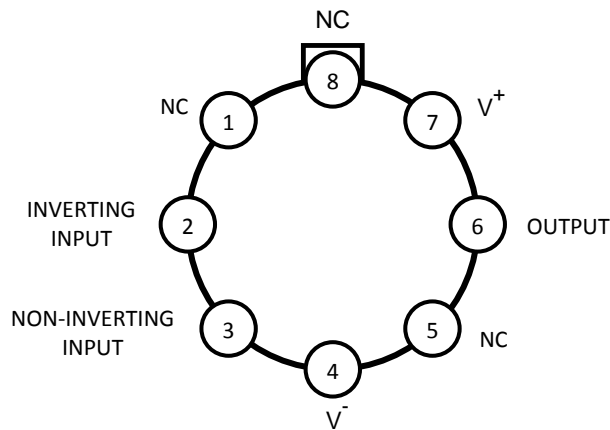 NC
8
NC
1
7
V+
INVERTING
INPUT
2
6
OUTPUT
NON-INVERTING
INPUT
3
5
NC
4
V-